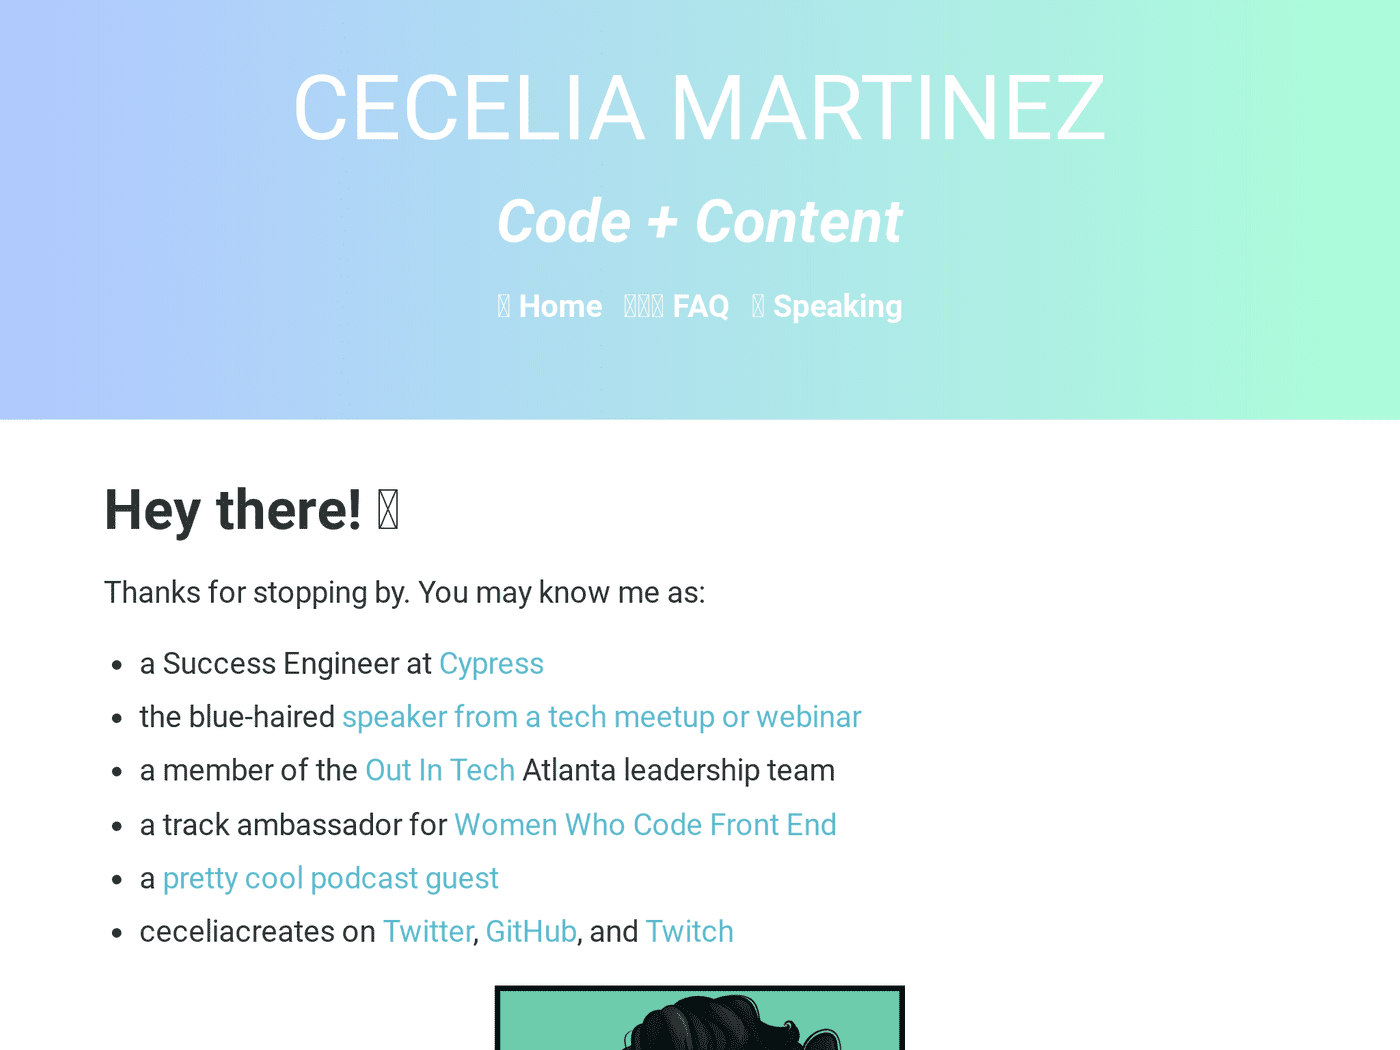 CECELIA MARTINEZ
Code + Content
Home FAQ Speaking
Hey there!
Thanks for stopping by. You may know me as:
• a Success Engineer at Cypress
• the blue-haired speaker from a tech meetup or webinar
• a member of the Out In Tech Atlanta leadership team
• a track ambassador for Women Who Code Front End
• a pretty cool podcast guest
• ceceliacreates on Twitter, GitHub, and Twitch